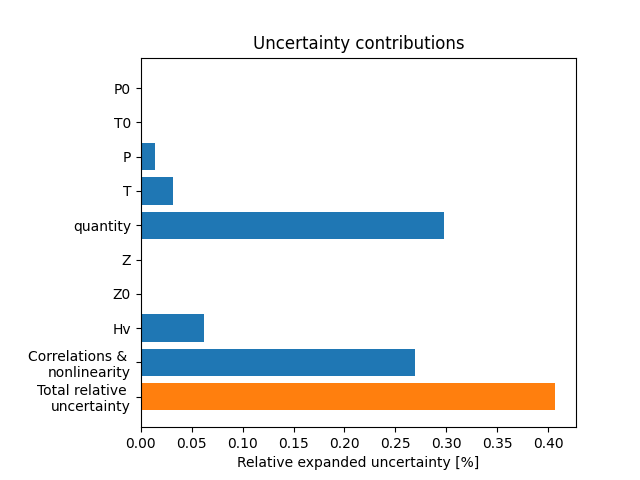 Uncertainty contributions
P0
T0
P
T
quantity
Z
Z0
Hv
Correlations &
nonlinearity
Total relative
uncertainty
0.00 0.05 0.10 0.15 0.20 0.25 0.30 0.35 0.40
Relative expanded uncertainty [%]